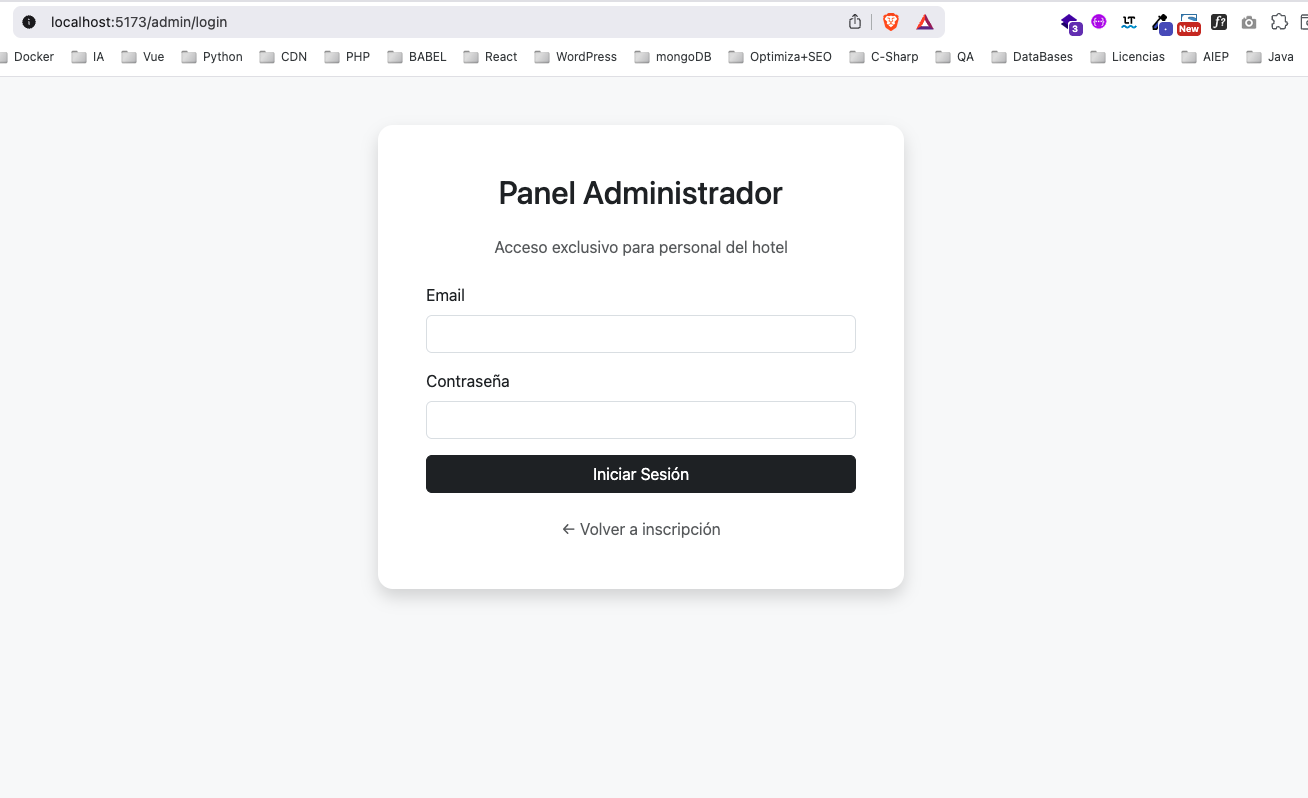 localhost:5173/admin/login
3
LT
New
f?
Docker IA Vue Python CDN PHP BABEL React WordPress mongoDB Optimiza+SEO C-Sharp QA DataBases Licencias AIEP Java
Panel Administrador
Acceso exclusivo para personal del hotel
Email
Contraseña
Iniciar Sesión
← Volver a inscripción